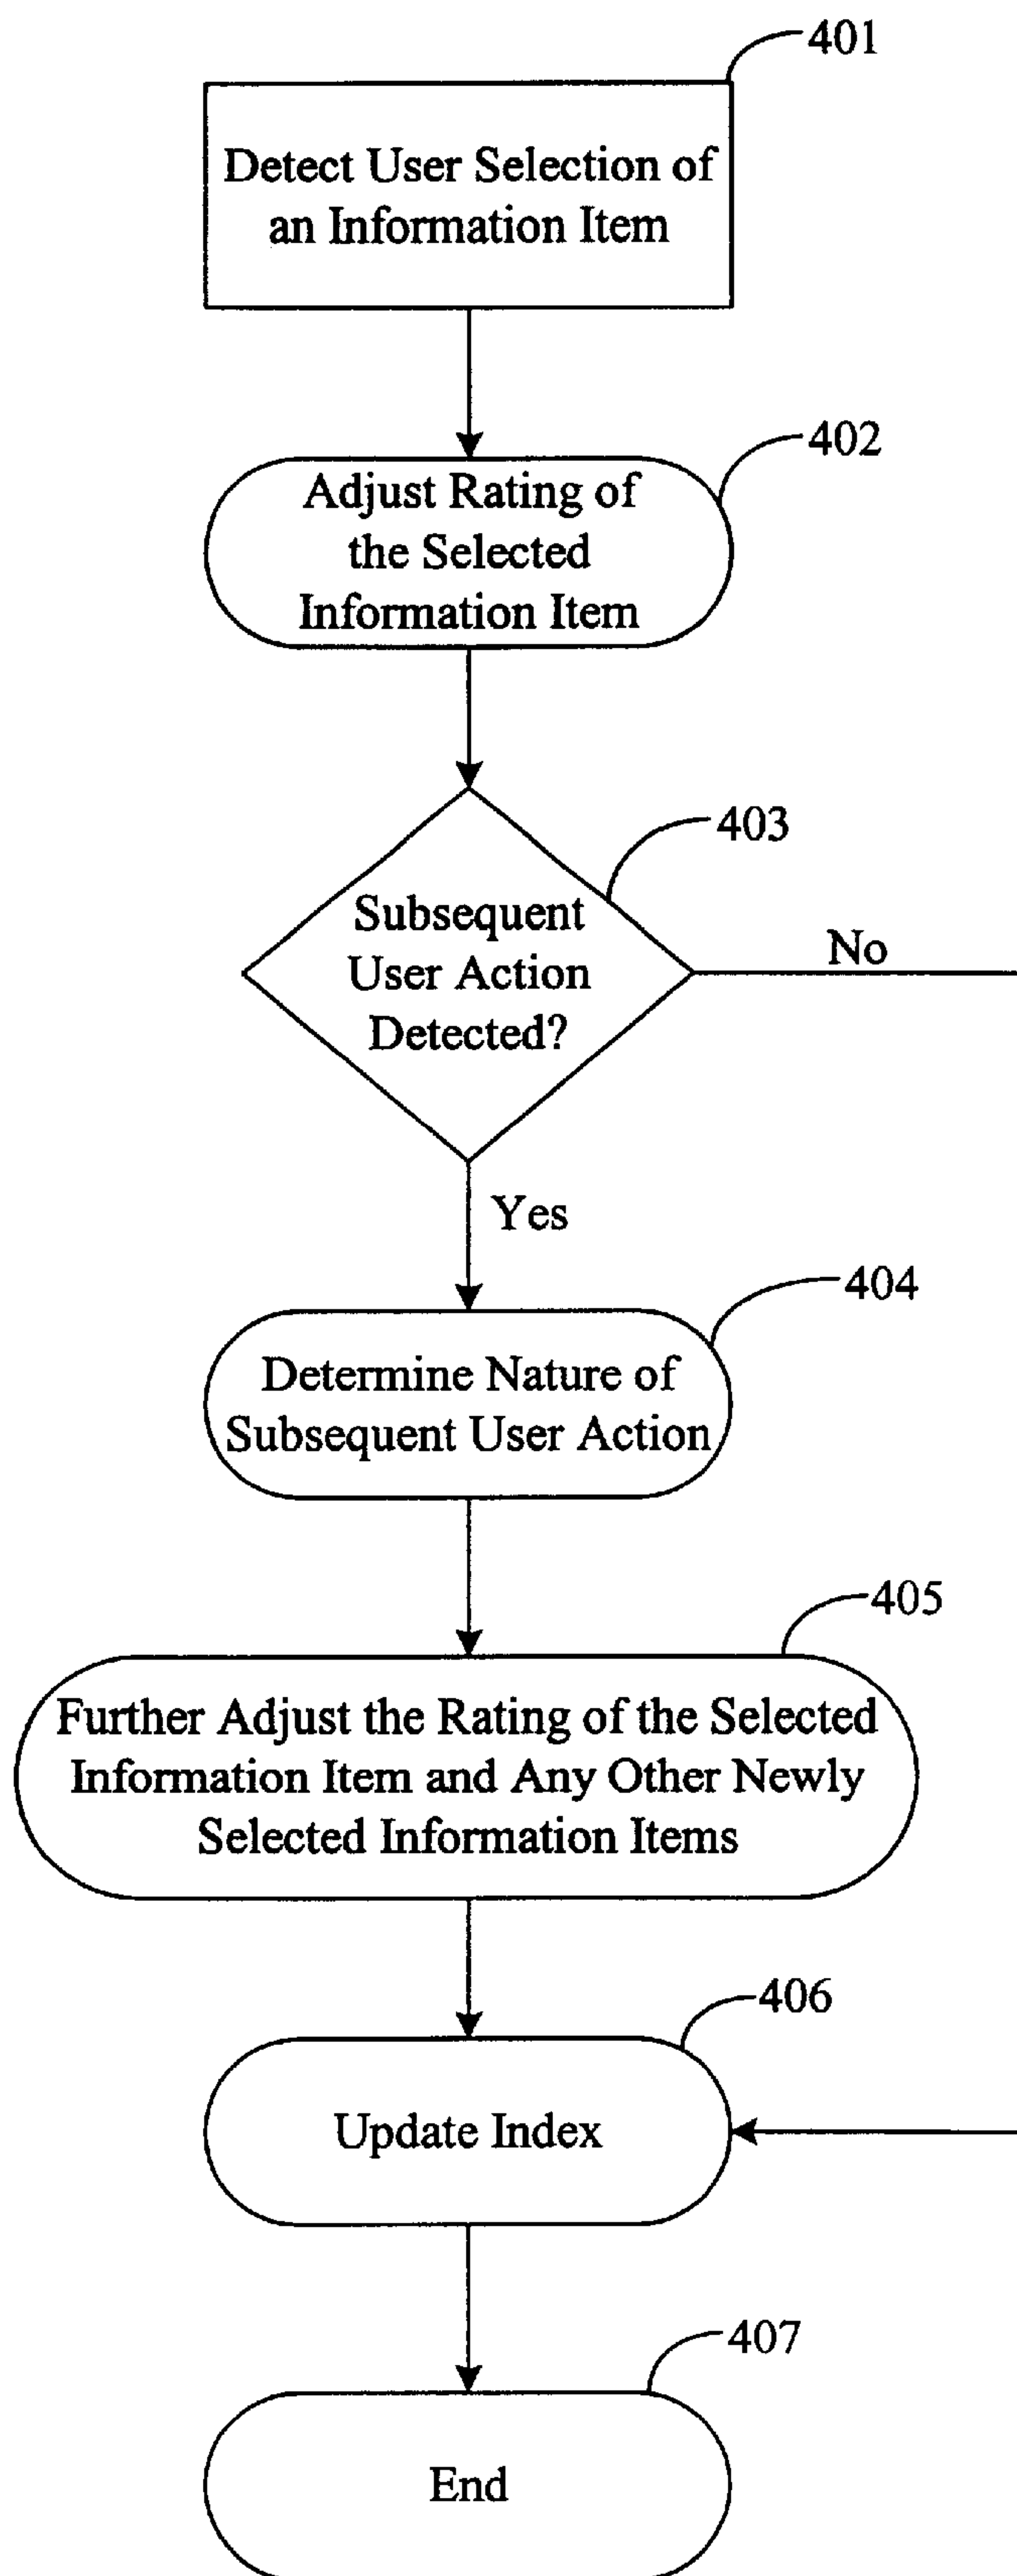 401
Detect User Selection of
an Information Item
402
Adjust Rating of
the Selected
Information Item
403
Subsequent
User Action
Detected?
No
Yes
404
Determine Nature of
Subsequent User Action
405
Further Adjust the Rating of the Selected
Information Item and Any Other Newly
Selected Information Items
406
Update Index
407
End